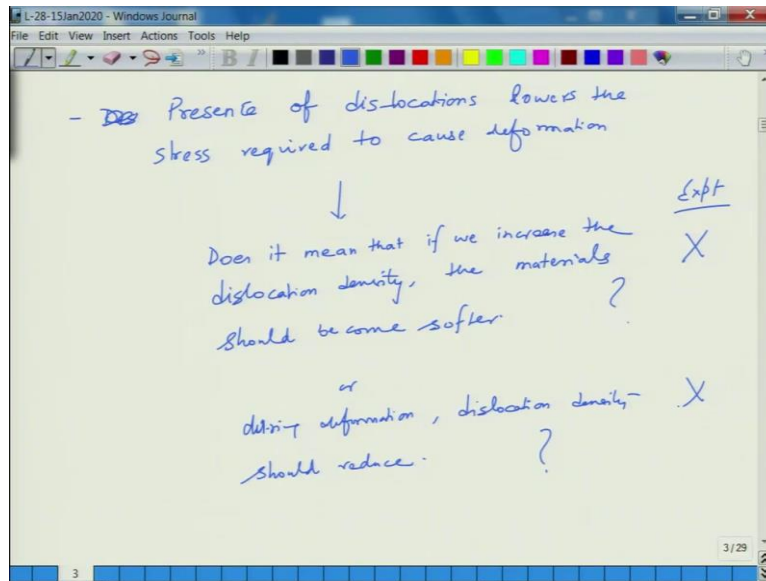 L-28-15Jan2020 - Windows Journal
File Edit View Insert Actions Tools Help
B I
- Presence of dislocations lowers the
stress required to cause deformation
↓
Expt
Does it mean that if we increase the X
dislocation density, the materials
should become softer. ?
or
during deformation, dislocation density X
should reduce. ?
3/29
3